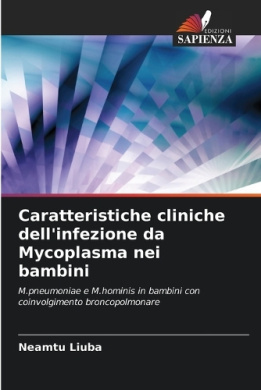 EDIZIONI
SAPIENZA
Caratteristiche cliniche
dell'infezione da
Mycoplasma nei
bambini
M.pneumoniae e M.hominis in bambini con
coinvolgimento broncopolmonare
Neamtu Liuba